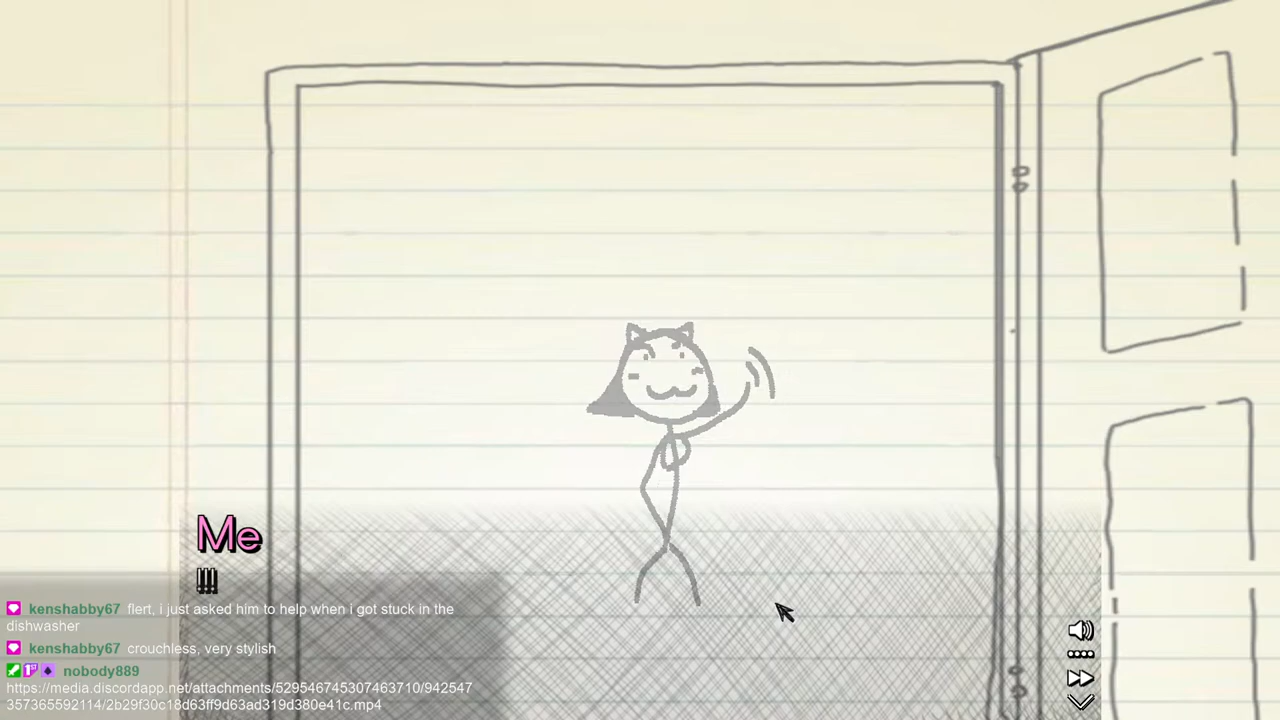 Me
!!!
kenshabby67 flert, i just asked him to help when i got stuck in the
dishwasher
kenshabby67 crouchless, very stylish
1st nobody889
https://media.discordapp.net/attachments/529546745307463710/942547
357365592114/2b29f30c18d63ff9d63ad319d380e41c.mp4